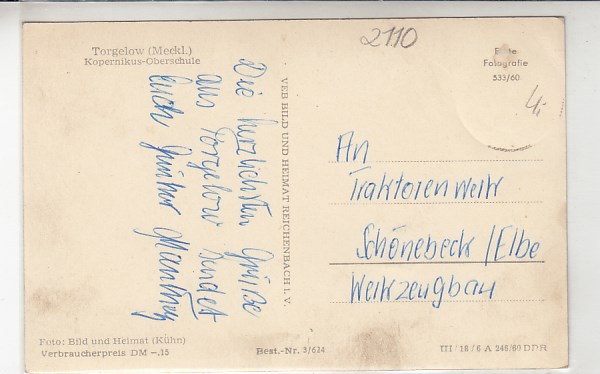 2110
Torgelow (Meckl.)
Kopernikus-Oberschule
Echte
Fotografie
533/60
4,-
Die herzlichsten Grüße
aus Torgelow sendet
Euch Günther
VEB BILD UND HEIMAT REICHENBACH i. V.
An
Traktorenwerk
Schönebeck/Elbe
Werkzeugbau
Foto: Bild und Heimat (Kühn)
Verbraucherpreis DM –.15
Best.-Nr. 3/624
III/18/6 A 240/60 DDR